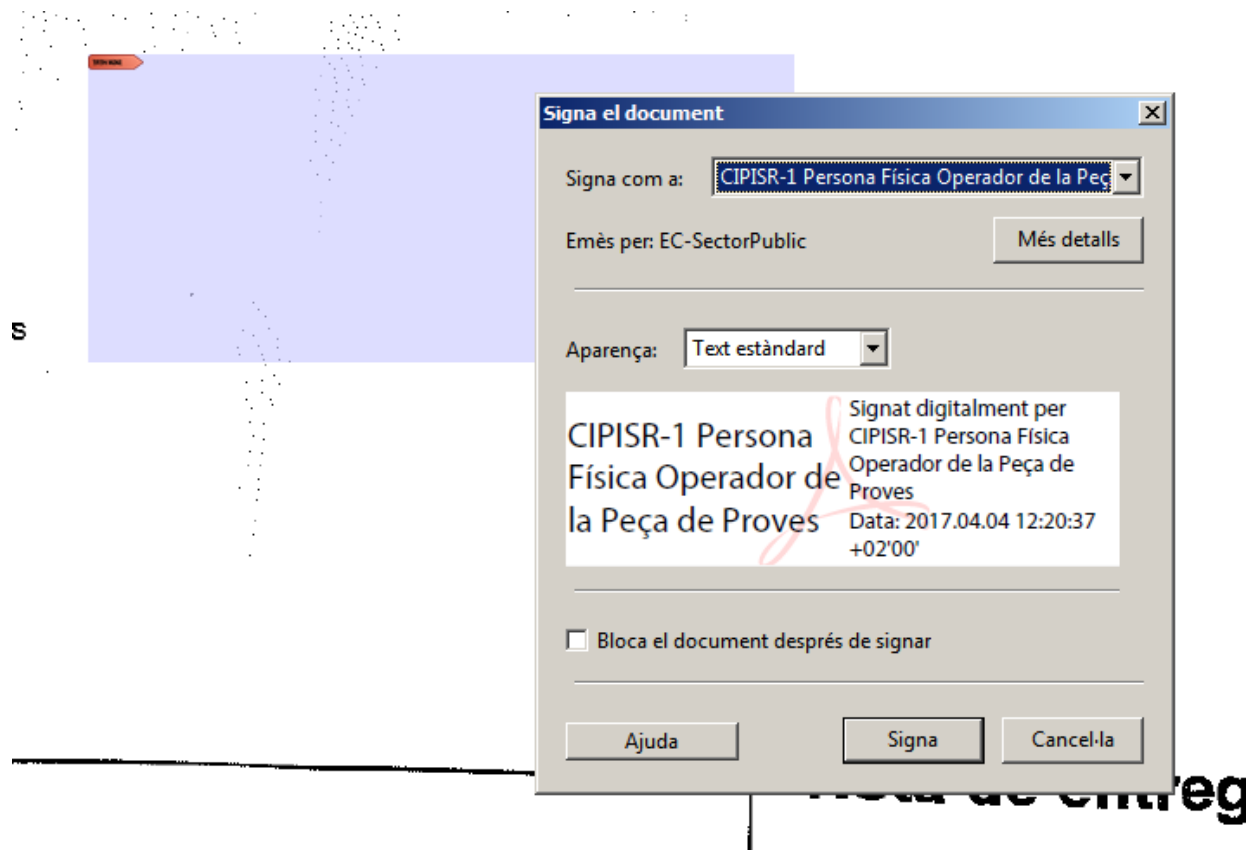 Signa el document
Signa com a:
CIPISR-1 Persona Física Operador de la Peç
Emès per: EC-SectorPublic
Més detalls
s
Aparença:
Text estàndard
CIPISR-1 Persona
Física Operador de
la Peça de Proves
Signat digitalment per
CIPISR-1 Persona Física
Operador de la Peça de
Proves
Data: 2017.04.04 12:20:37
+02'00'
Bloca el document després de signar
Ajuda
Signa
Cancel·la
de entreg